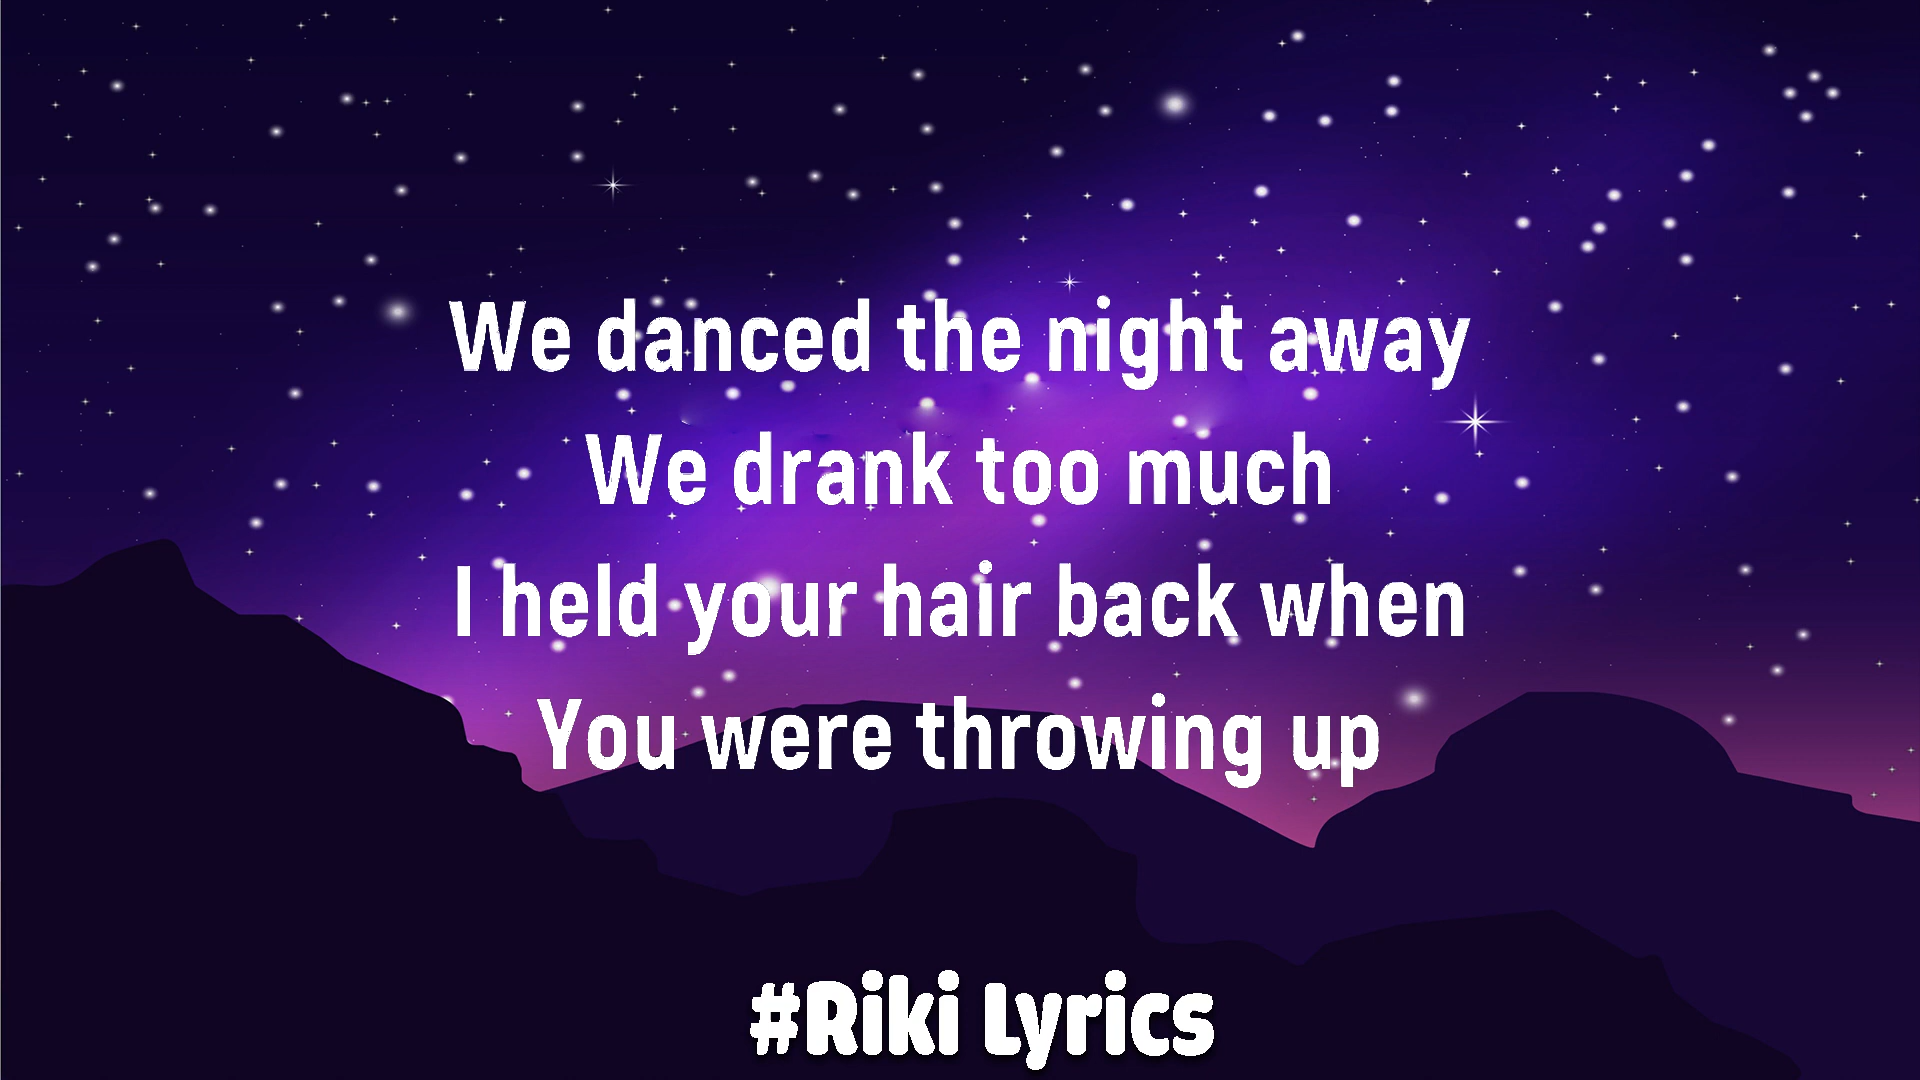 We danced the night away
We drank too much
I held your hair back when
You were throwing up
#Riki Lyrics